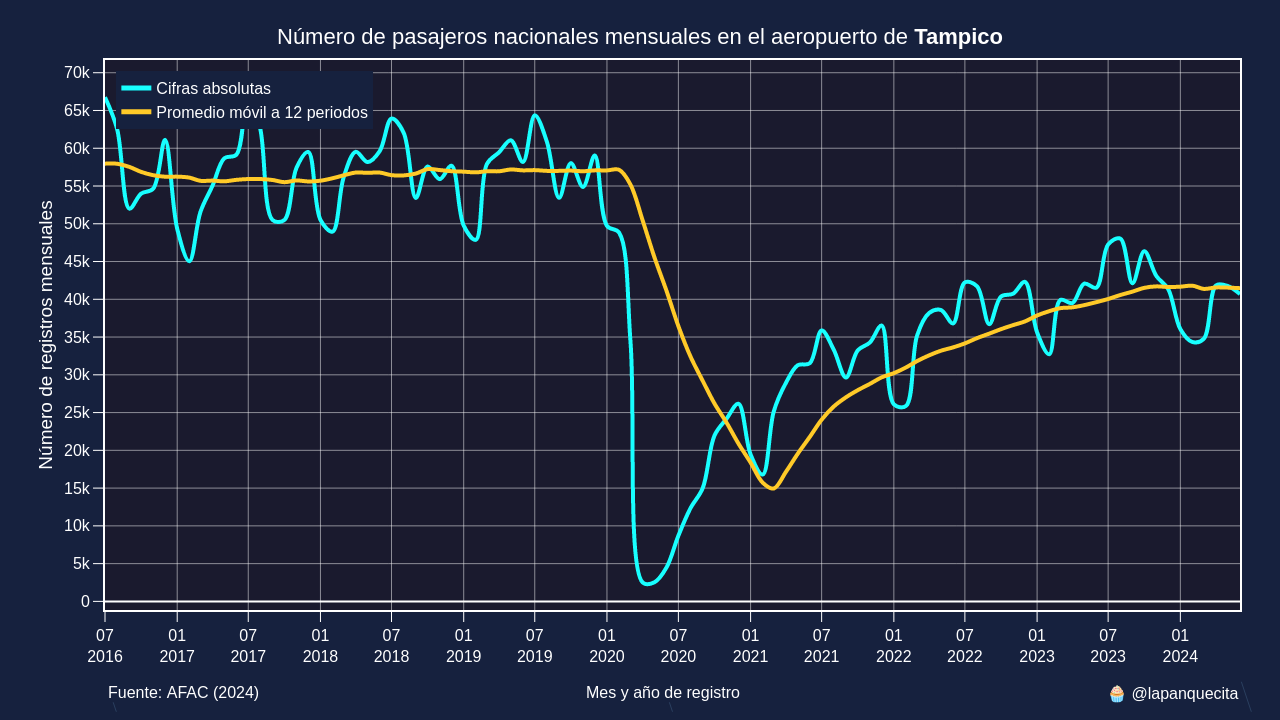 Número de pasajeros nacionales mensuales en el aeropuerto de Tampico
Cifras absolutas
Promedio móvil a 12 periodos
Número de registros mensuales
70k
65k
60k
55k
50k
45k
40k
35k
30k
25k
20k
15k
10k
5k
0
07 01 07 01 07 01 07 01 07 01 07 01 07 01 07 01
2016 2017 2017 2018 2018 2019 2019 2020 2020 2021 2021 2022 2022 2023 2023 2024
Fuente: AFAC (2024)
Mes y año de registro
🧁 @lapanquecita